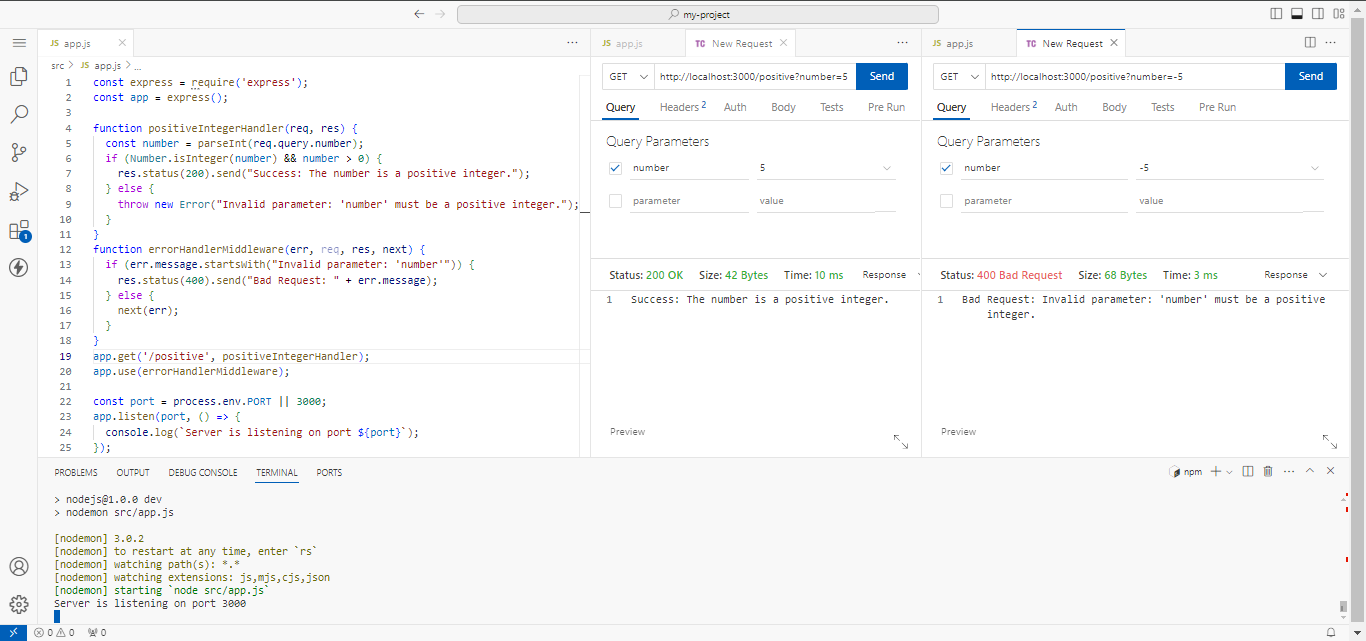 my-project
JS app.js
src > JS app.js > ...
1 const express = require('express');
2 const app = express();
3
4 function positiveIntegerHandler(req, res) {
5 const number = parseInt(req.query.number);
6 if (Number.isInteger(number) && number > 0) {
7 res.status(200).send("Success: The number is a positive integer.");
8 } else {
9 throw new Error("Invalid parameter: 'number' must be a positive integer.");
10 }
11 }
12 function errorHandlerMiddleware(err, req, res, next) {
13 if (err.message.startsWith("Invalid parameter: 'number'")) {
14 res.status(400).send("Bad Request: " + err.message);
15 } else {
16 next(err);
17 }
18 }
19 app.get('/positive', positiveIntegerHandler);
20 app.use(errorHandlerMiddleware);
21
22 const port = process.env.PORT || 3000;
23 app.listen(port, () => {
24 console.log(`Server is listening on port ${port}`);
25 });
JS app.js TC New Request
GET http://localhost:3000/positive?number=5 Send
Query Headers 2 Auth Body Tests Pre Run
Query Parameters
number 5
parameter value
Status: 200 OK Size: 42 Bytes Time: 10 ms Response
1 Success: The number is a positive integer.
Preview
JS app.js TC New Request
GET http://localhost:3000/positive?number=-5 Send
Query Headers 2 Auth Body Tests Pre Run
Query Parameters
number -5
parameter value
Status: 400 Bad Request Size: 68 Bytes Time: 3 ms Response
1 Bad Request: Invalid parameter: 'number' must be a positive
integer.
Preview
1
PROBLEMS OUTPUT DEBUG CONSOLE TERMINAL PORTS
npm
> nodejs@1.0.0 dev
> nodemon src/app.js
[nodemon] 3.0.2
[nodemon] to restart at any time, enter `rs`
[nodemon] watching path(s): *.*
[nodemon] watching extensions: js,mjs,cjs,json
[nodemon] starting `node src/app.js`
Server is listening on port 3000
0 0 0